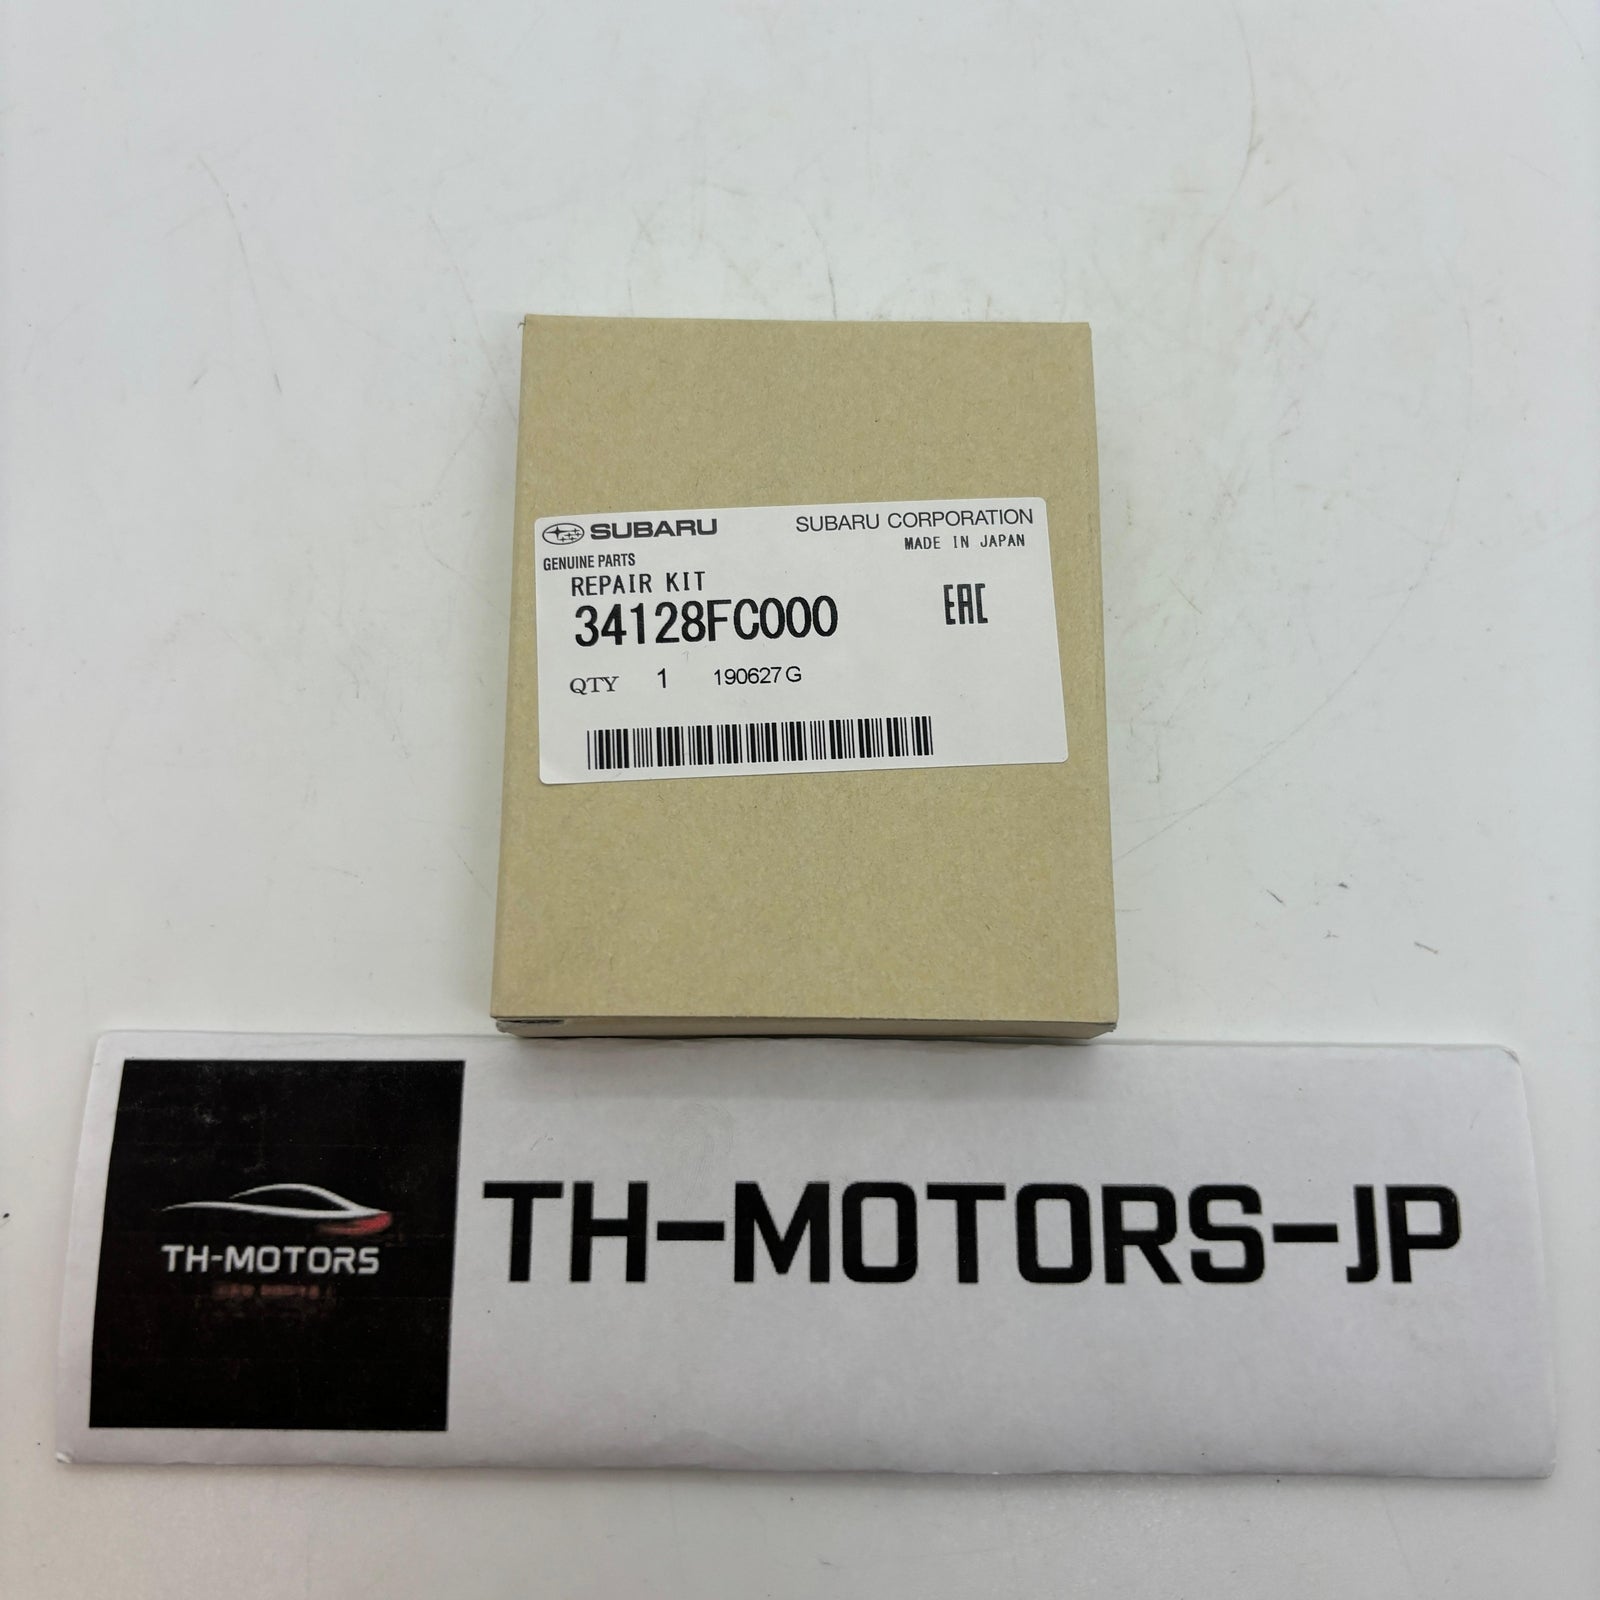 SUBARU
SUBARU CORPORATION
MADE IN JAPAN
GENUINE PARTS
REPAIR KIT
34128FC000
EAC
QTY 1 190627G
TH-MOTORS
TH-MOTORS-JP